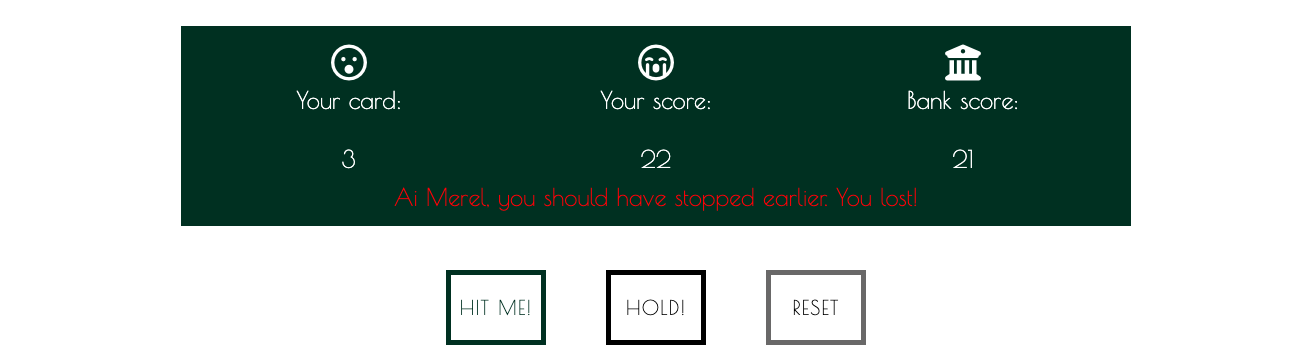 Your card:
Your score:
Bank score:
3
22
21
Ai Merel, you should have stopped earlier. You lost!
HIT ME!
HOLD!
RESET